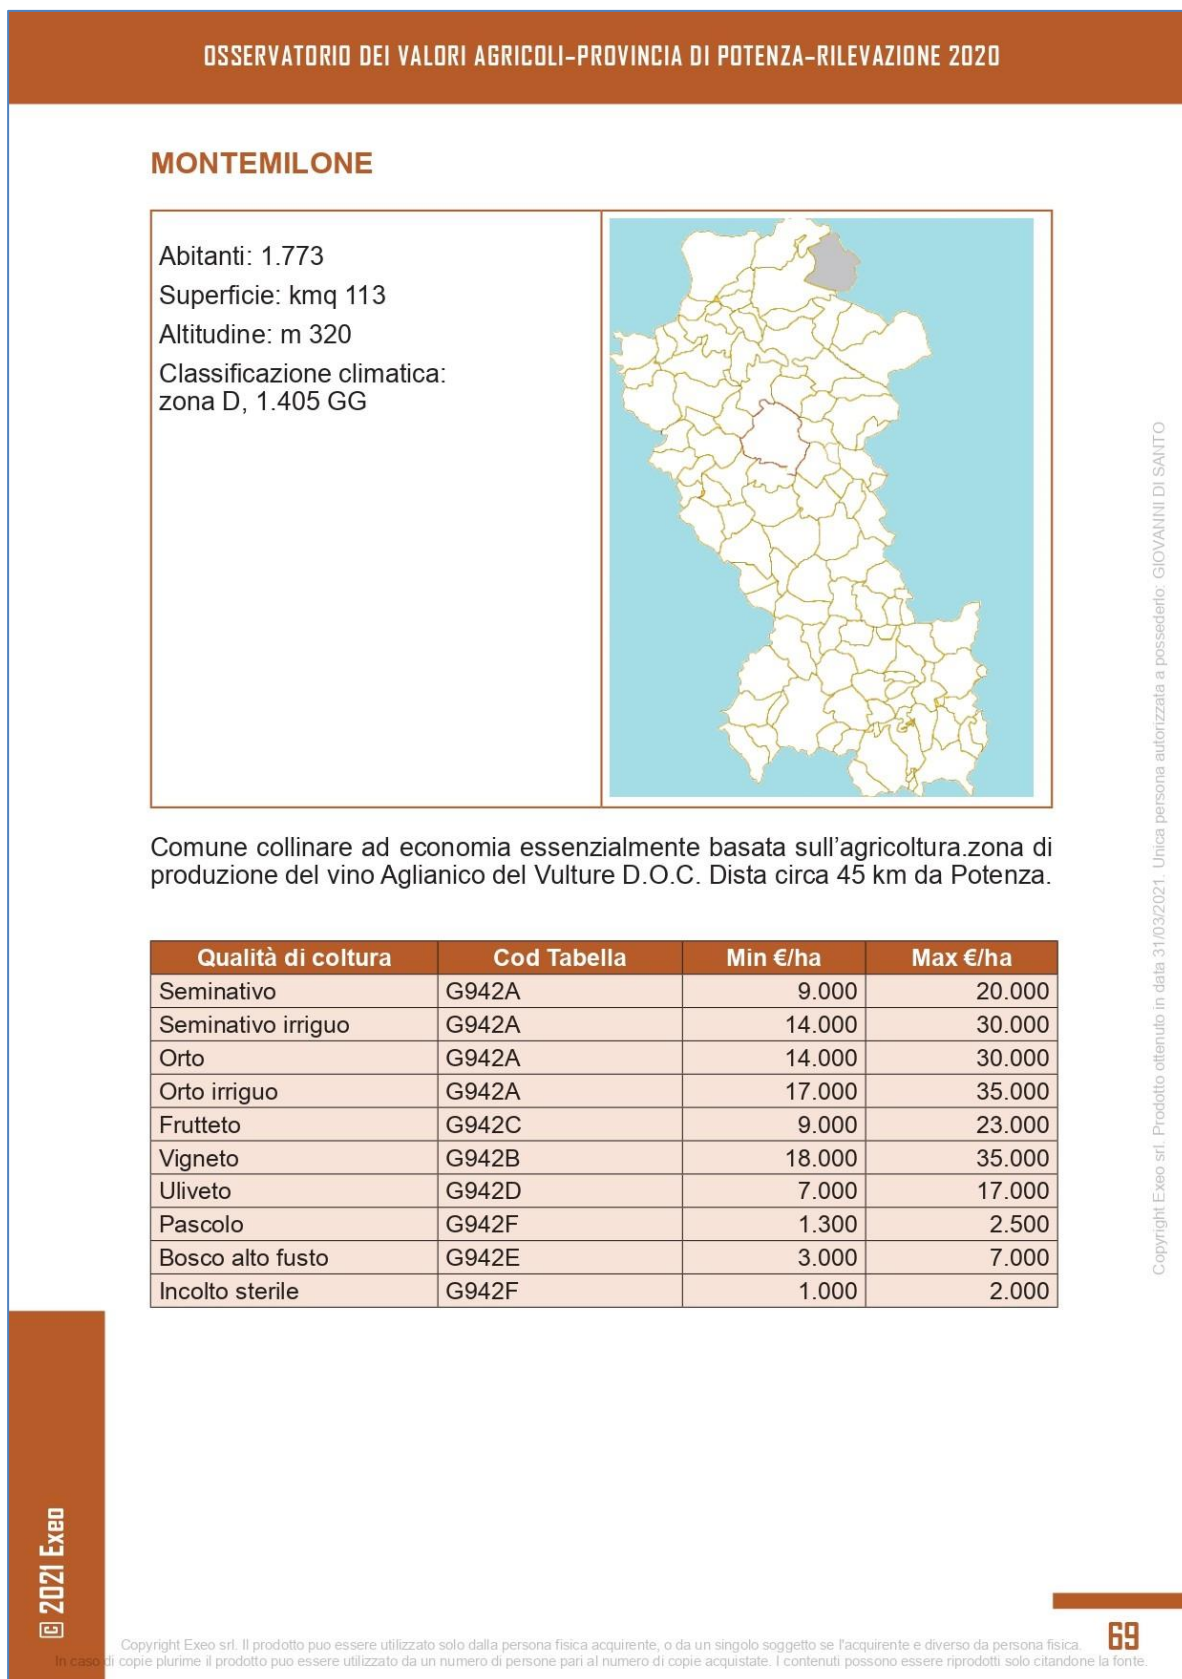 OSSERVATORIO DEI VALORI AGRICOLI-PROVINCIA DI POTENZA-RILEVAZIONE 2020
MONTEMILONE
Abitanti: 1.773
Superficie: kmq 113
Altitudine: m 320
Classificazione climatica:
zona D, 1.405 GG
Comune collinare ad economia essenzialmente basata sull'agricoltura.zona di
produzione del vino Aglianico del Vulture D.O.C. Dista circa 45 km da Potenza.
Qualità di coltura Cod Tabella Min €/ha Max €/ha
Seminativo G942A 9.000 20.000
Seminativo irriguo G942A 14.000 30.000
Orto G942A 14.000 30.000
Orto irriguo G942A 17.000 35.000
Frutteto G942C 9.000 23.000
Vigneto G942B 18.000 35.000
Uliveto G942D 7.000 17.000
Pascolo G942F 1.300 2.500
Bosco alto fusto G942E 3.000 7.000
Incolto sterile G942F 1.000 2.000
Copyright Exeo srl. Prodotto ottenuto in data 31/03/2021. Unica persona autorizzata a possederlo: GIOVANNI DI SANTO
© 2021 Exeo
69
Copyright Exeo srl. Il prodotto puo essere utilizzato solo dalla persona fisica acquirente, o da un singolo soggetto se l'acquirente e diverso da persona fisica.
In caso di copie plurime il prodotto puo essere utilizzato da un numero di persone pari al numero di copie acquistate. I contenuti possono essere riprodotti solo citandone la fonte.